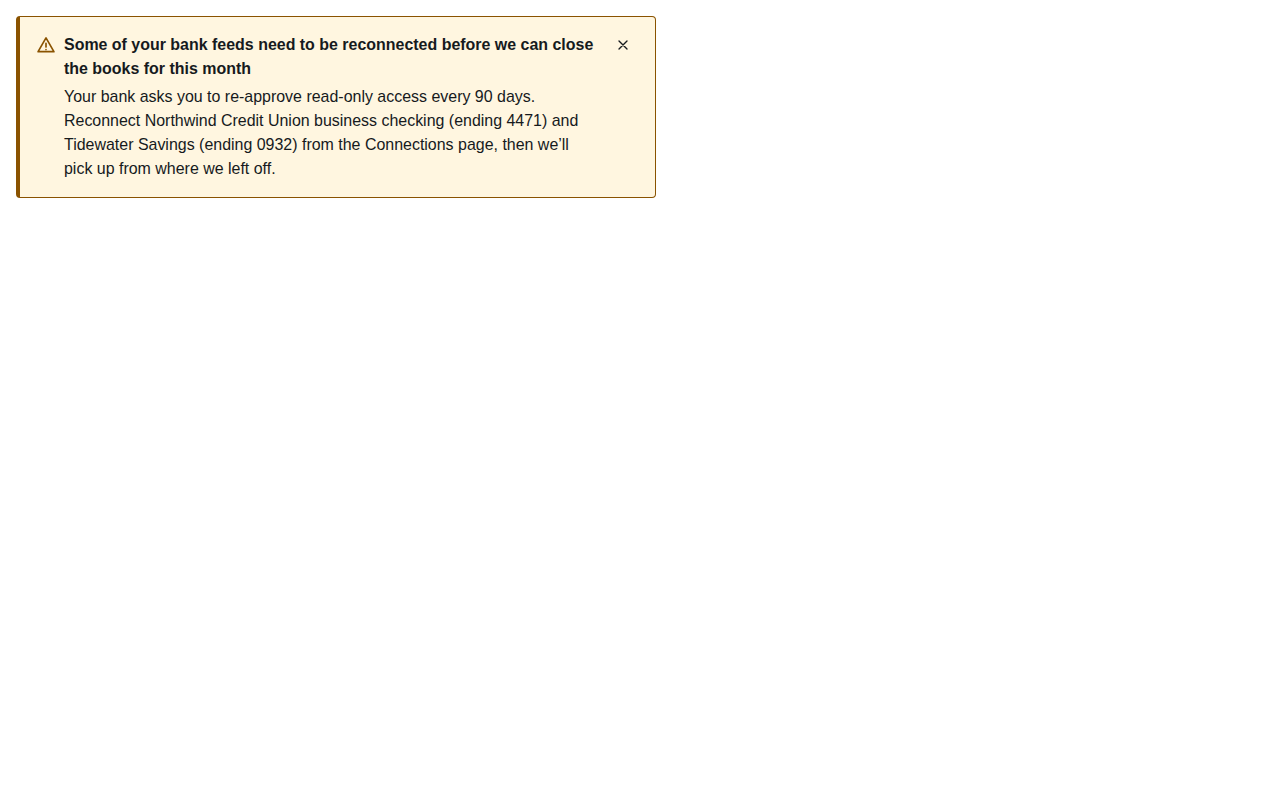 Some of your bank feeds need to be reconnected before we can close
the books for this month
Your bank asks you to re-approve read-only access every 90 days.
Reconnect Northwind Credit Union business checking (ending 4471) and
Tidewater Savings (ending 0932) from the Connections page, then we’ll
pick up from where we left off.